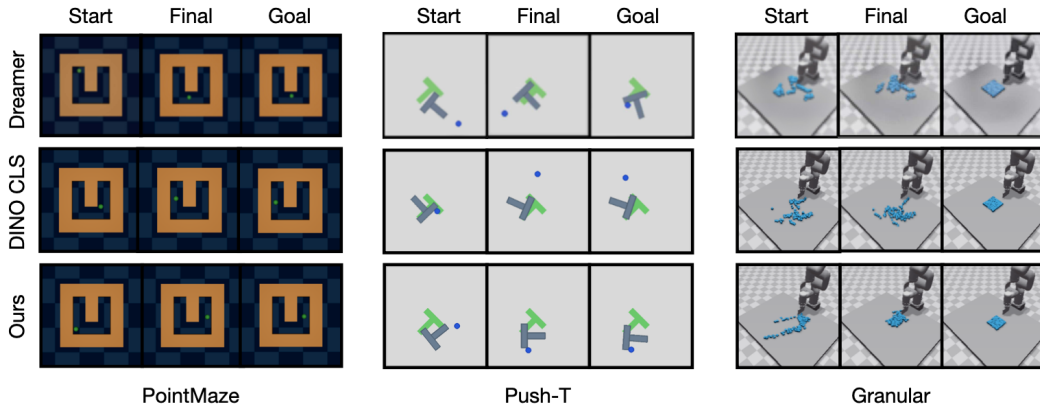 Start Final Goal Start Final Goal Start Final Goal
Dreamer
DINO CLS
Ours
PointMaze Push-T Granular